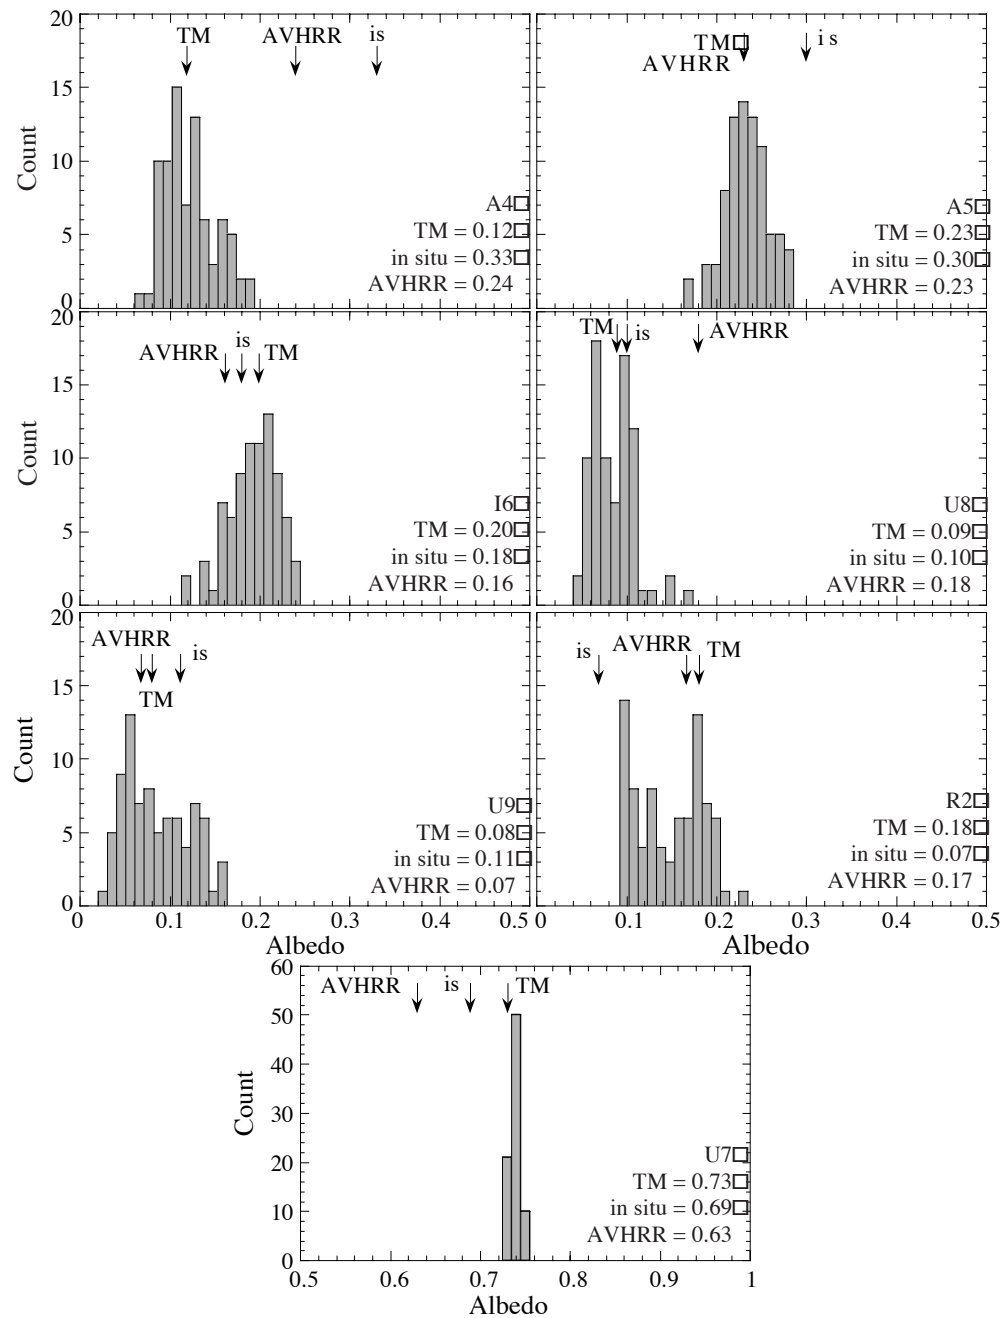 20
15
10
5
0
Count
TM
AVHRR
is
A4
TM = 0.12
in situ = 0.33
AVHRR = 0.24
TM
AVHRR
is
A5
TM = 0.23
in situ = 0.30
AVHRR = 0.23
20
15
10
5
0
Count
AVHRR
is
TM
I6
TM = 0.20
in situ = 0.18
AVHRR = 0.16
TM
is
AVHRR
U8
TM = 0.09
in situ = 0.10
AVHRR = 0.18
20
15
10
5
0
Count
AVHRR
is
TM
U9
TM = 0.08
in situ = 0.11
AVHRR = 0.07
0 0.1 0.2 0.3 0.4 0.5
Albedo
is
AVHRR
TM
R2
TM = 0.18
in situ = 0.07
AVHRR = 0.17
0 0.1 0.2 0.3 0.4 0.5
Albedo
60
50
40
30
20
10
0
Count
AVHRR
is
TM
U7
TM = 0.73
in situ = 0.69
AVHRR = 0.63
0.5 0.6 0.7 0.8 0.9 1
Albedo